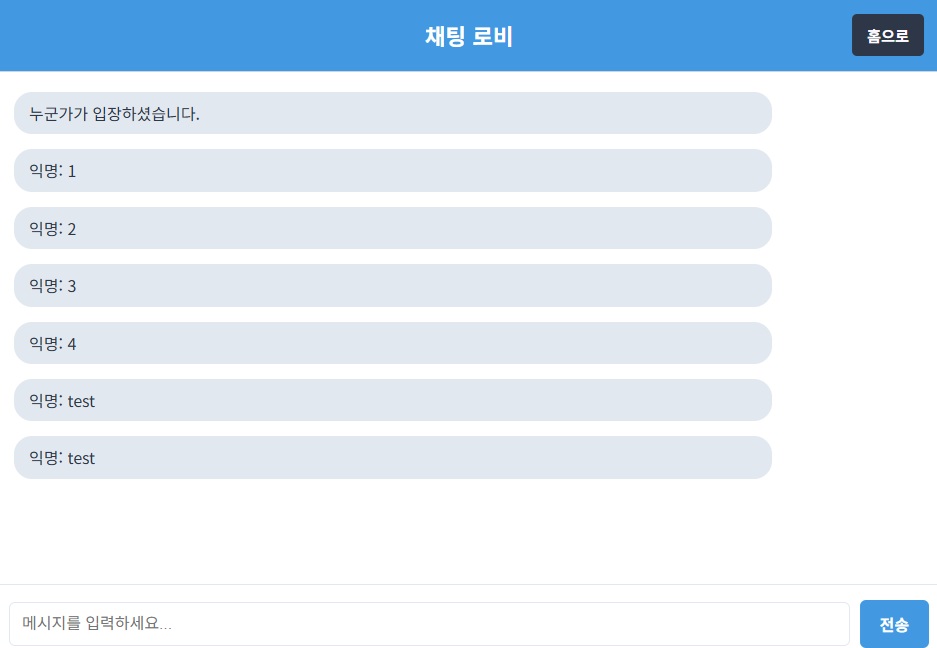 채팅 로비
홈으로
누군가가 입장하셨습니다.
익명: 1
익명: 2
익명: 3
익명: 4
익명: test
익명: test
메시지를 입력하세요...
전송